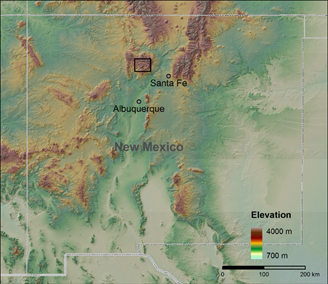 Santa Fe
Albuquerque
New Mexico
Elevation
4000 m
700 m
0 100 200 km